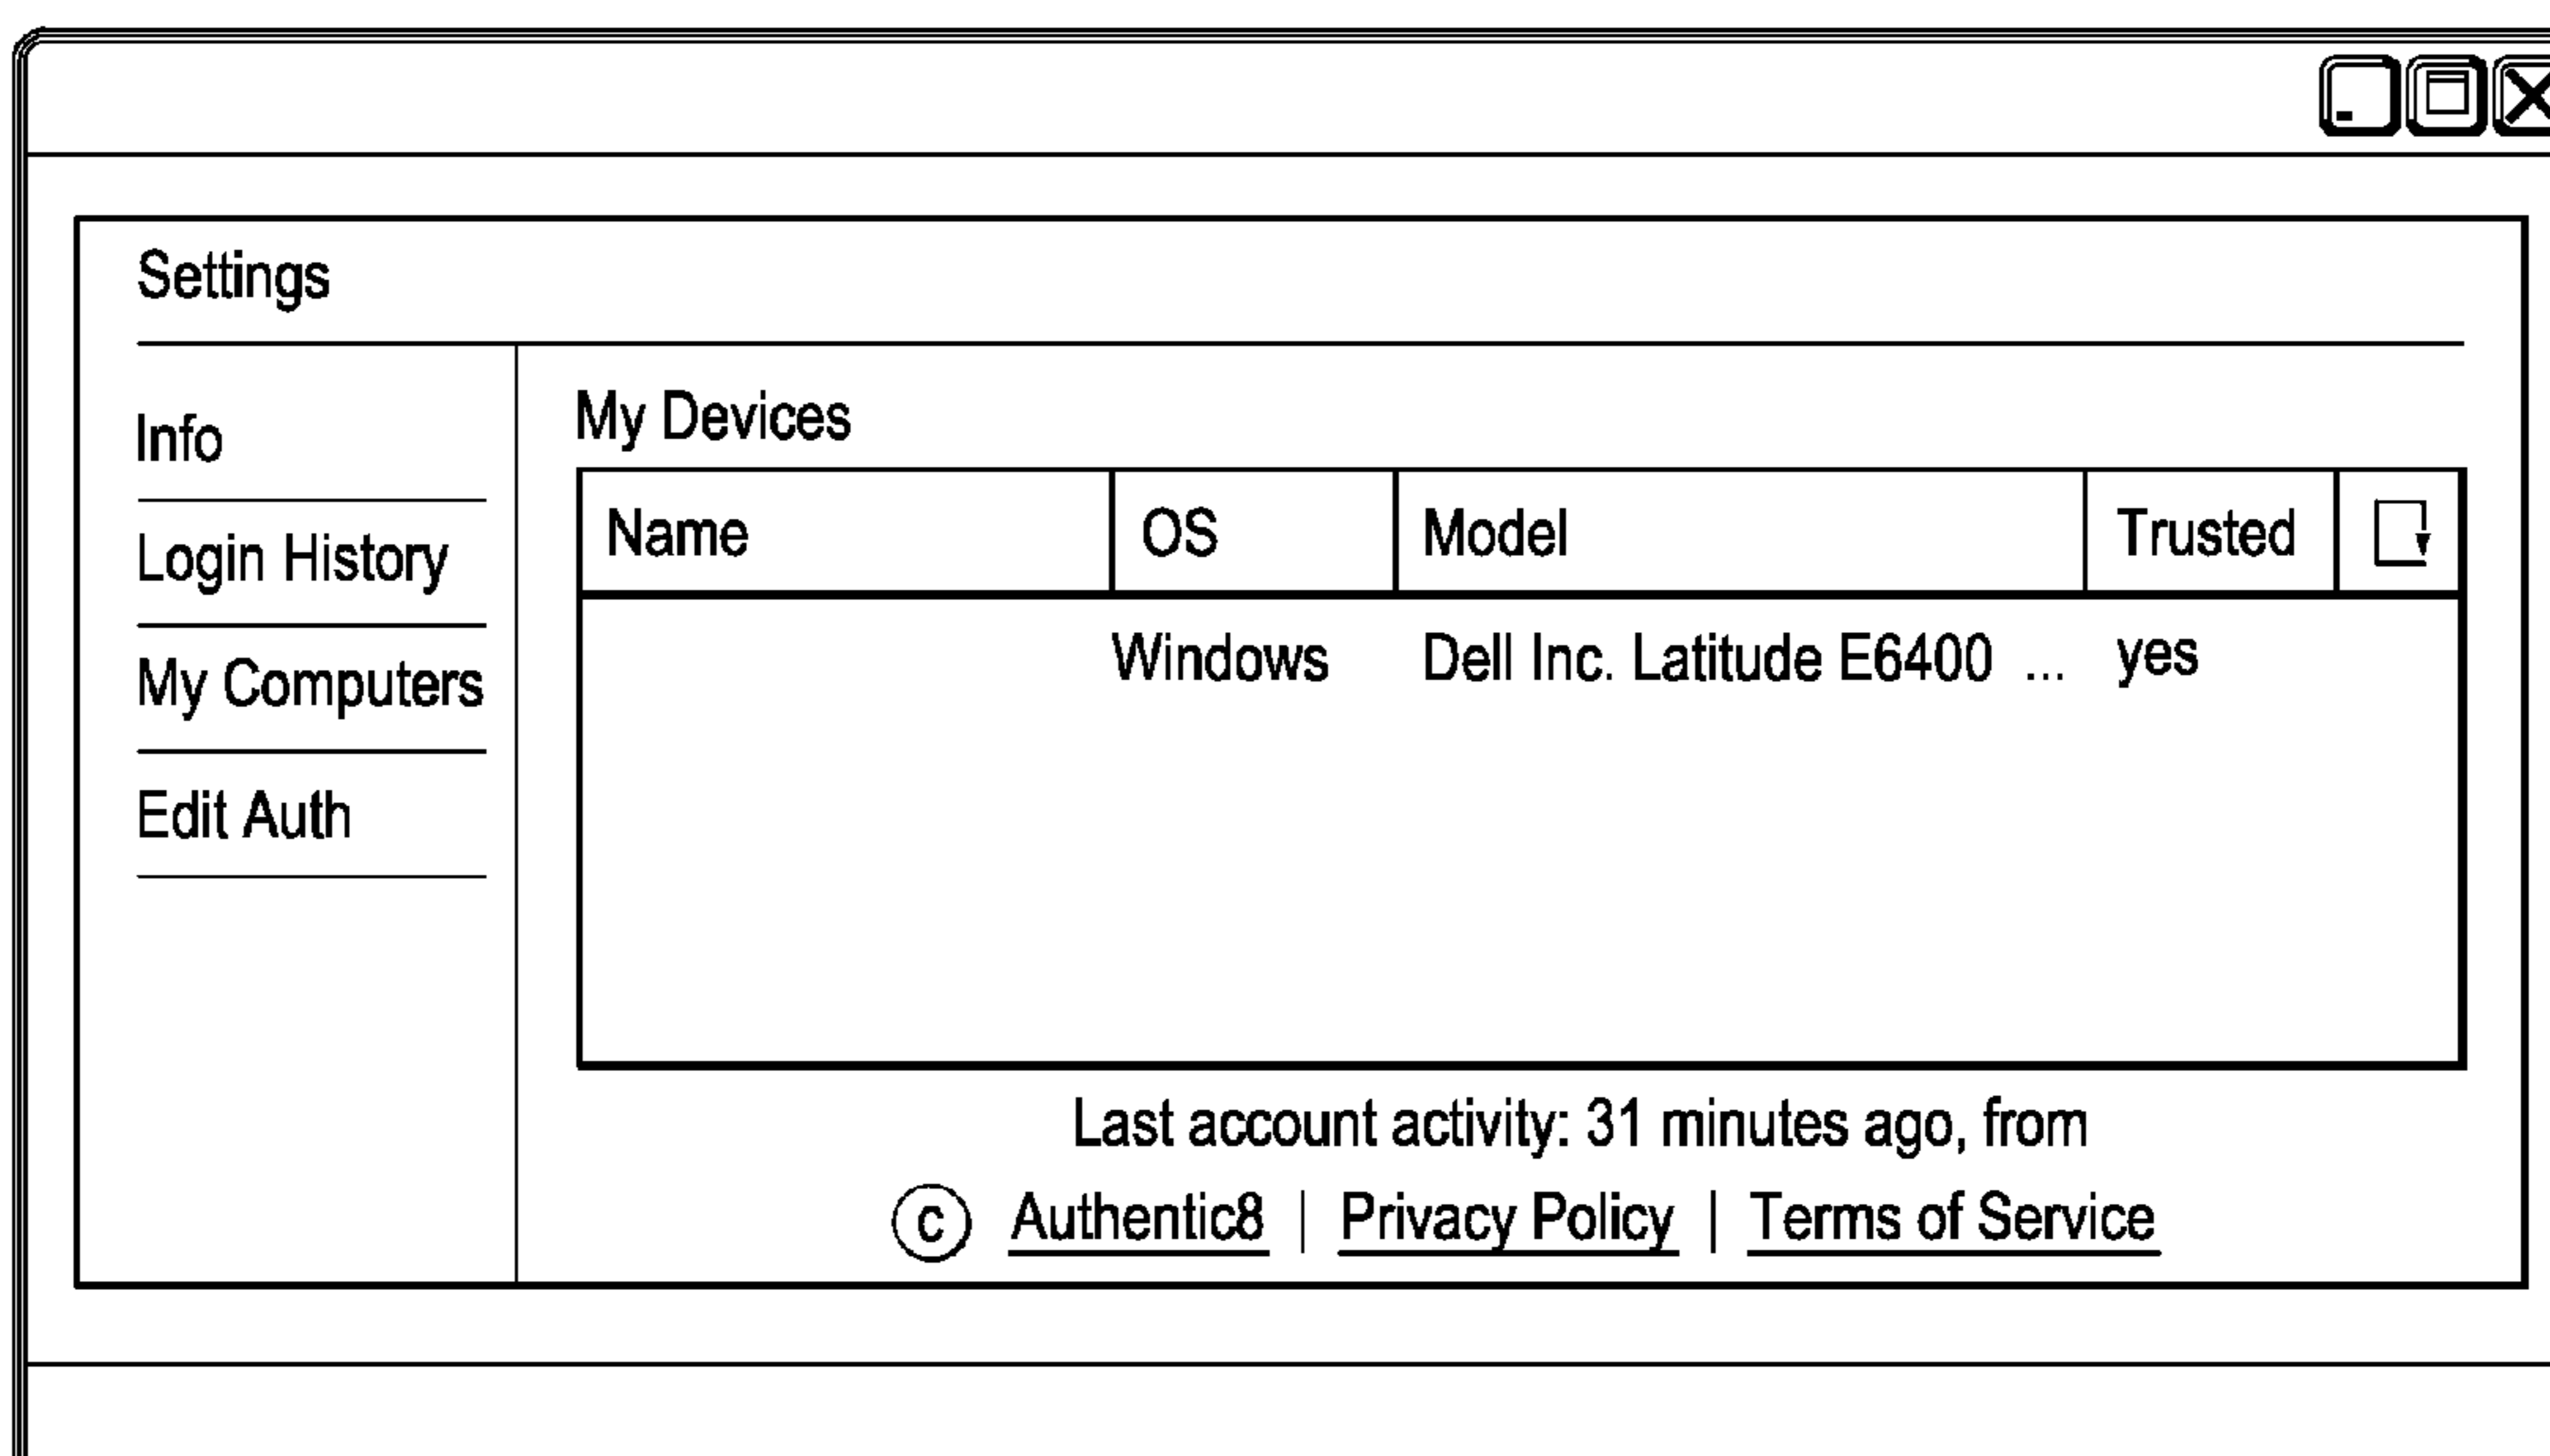 Settings
Info
Login History
My Computers
Edit Auth
My Devices
Name OS Model Trusted
Windows Dell Inc. Latitude E6400 ... yes
Last account activity: 31 minutes ago, from
© Authentic8 | Privacy Policy | Terms of Service